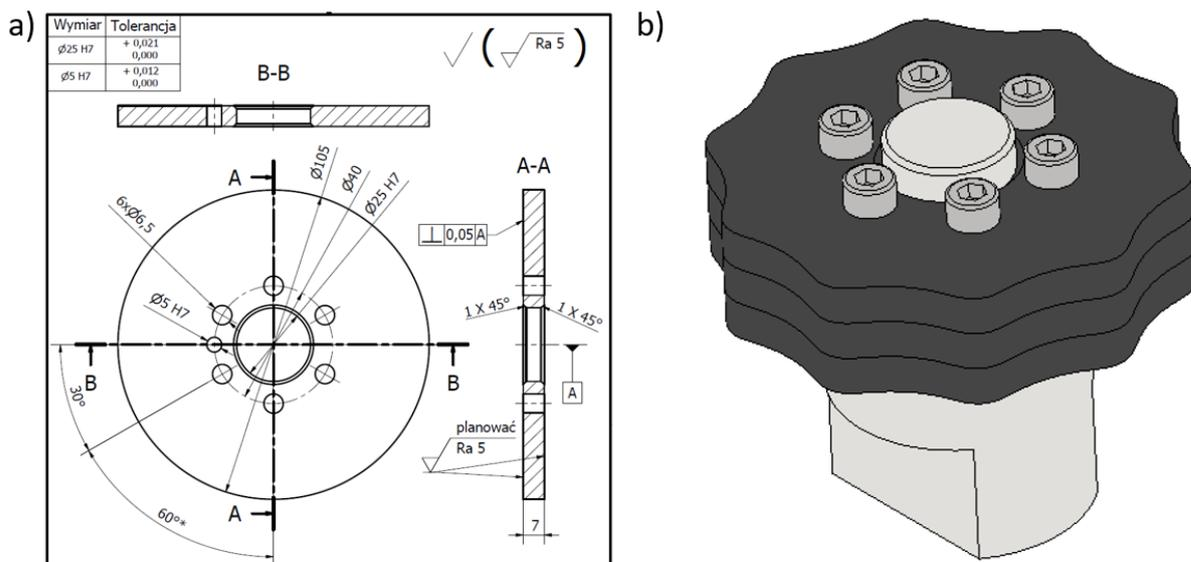 a)
b)
Wymiar Tolerancja
Ø25 H7 + 0,021
0,000
Ø5 H7 + 0,012
0,000
Ra 5
B-B
A
Ø105
Ø40
Ø25 H7
A-A
6xØ6,5
⊥ 0,05 A
Ø5 H7
1 X 45°
1 X 45°
B
B
A
30°
planować
Ra 5
60°*
A
7